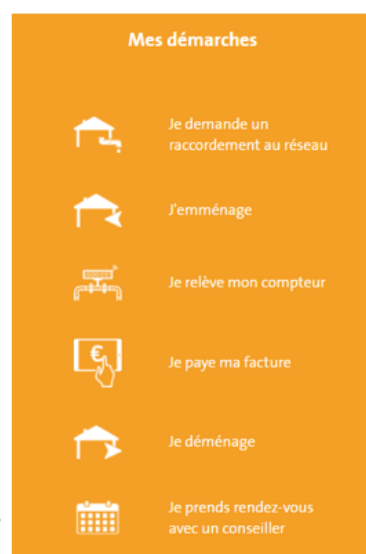 Mes démarches
Je demande un
raccordement au réseau
J'emménage
Je relève mon compteur
€
Je paye ma facture
Je déménage
Je prends rendez-vous
avec un conseiller